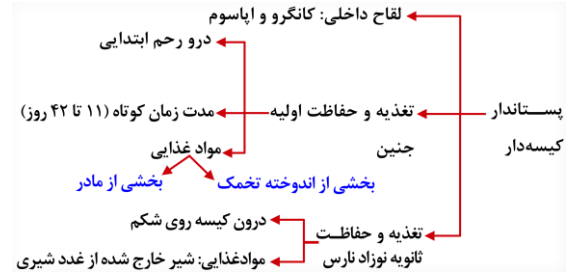 لقاح داخلی: کانگرو و اپاسوم
درو رحم ابتدایی
پســـتاندار
کیسه‌دار
تغذیه و حفاظت اولیه
جنین
مدت زمان کوتاه (۱۱ تا ۴۲ روز)
مواد غذایی
بخشی از اندوخته تخمک
بخشی از مادر
تغذیه و حفاظــت
ثانویه نوزاد نارس
درون کیسه روی شکم
موادغذایی: شیر خارج شده از غدد شیری